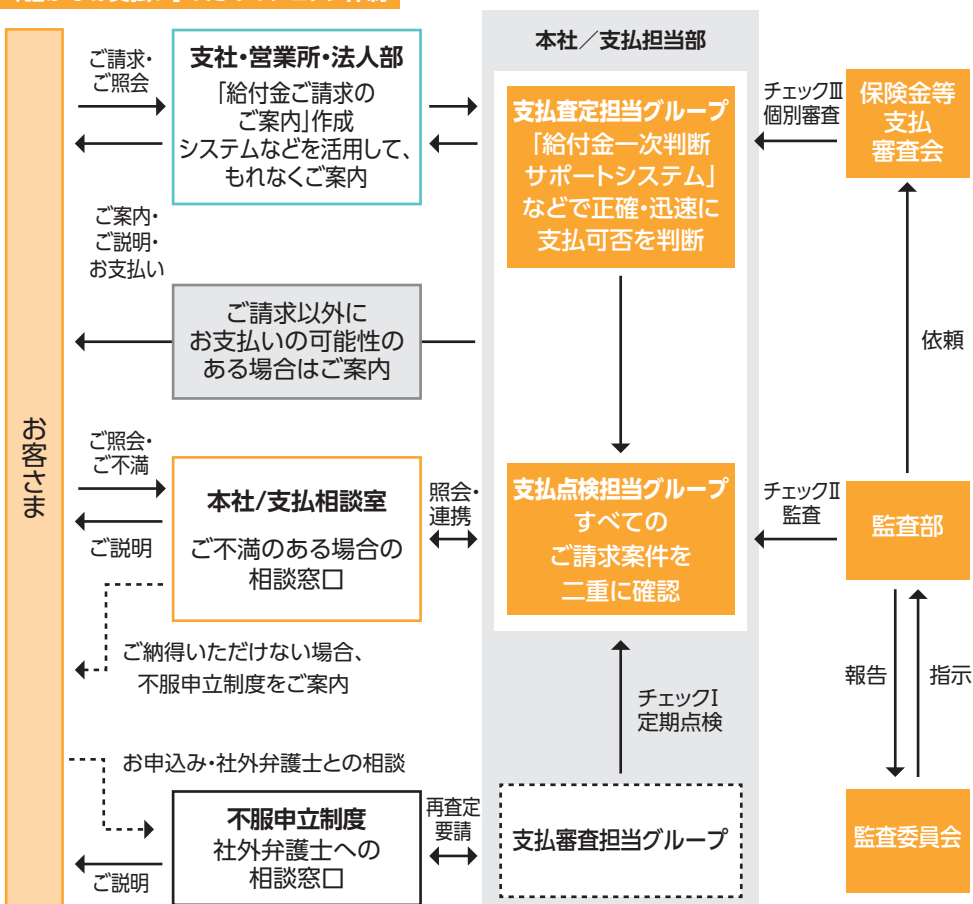 お客さま
ご請求・
ご照会
支社・営業所・法人部
「給付金ご請求の
ご案内」作成
システムなどを活用して、
もれなくご案内
ご案内・
ご説明・
お支払い
ご請求以外に
お支払いの可能性の
ある場合はご案内
ご照会・
ご不満
ご説明
本社/支払相談室
ご不満のある場合の
相談窓口
照会・
連携
ご納得いただけない場合、
不服申立制度をご案内
お申込み・社外弁護士との相談
ご説明
不服申立制度
社外弁護士への
相談窓口
再査定
要請
本社／支払担当部
支払査定担当グループ
「給付金一次判断
サポートシステム」
などで正確・迅速に
支払可否を判断
支払点検担当グループ
すべての
ご請求案件を
二重に確認
チェックⅠ
定期点検
支払審査担当グループ
チェックⅢ
個別審査
保険金等
支払
審査会
依頼
チェックⅡ
監査
監査部
報告
指示
監査委員会